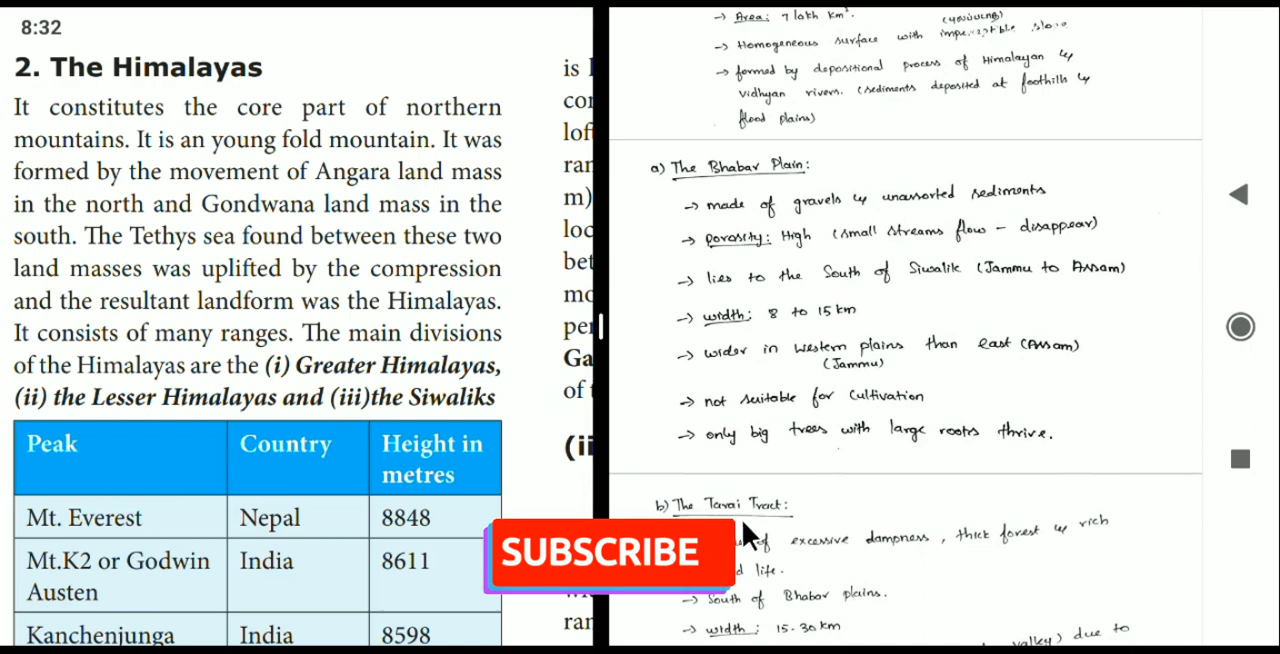 8:32
2. The Himalayas
It constitutes the core part of northern
mountains. It is an young fold mountain. It was
formed by the movement of Angara land mass
in the north and Gondwana land mass in the
south. The Tethys sea found between these two
land masses was uplifted by the compression
and the resultant landform was the Himalayas.
It consists of many ranges. The main divisions
of the Himalayas are the (i) Greater Himalayas,
(ii) the Lesser Himalayas and (iii)the Siwaliks
Peak Country Height in metres
Mt. Everest Nepal 8848
Mt.K2 or Godwin Austen India 8611
Kanchenjunga India 8598
is
con
loft
ran
m)
loc
bet
mo
per
Ga
of
(ii
ran
→ Area: 7 lakh km².
→ Homogeneous surface with slope
→ formed by depositional process of Himalayan &
Vidhyan rivers. (sediments deposited at foothills &
flood plains)
a) The Bhabar Plain:
→ made of gravels & unassorted sediments
→ porosity: High (small streams flow - disappear)
→ lies to the South of Siwalik (Jammu to Assam)
→ width: 8 to 15 km
→ wider in western plains than east (Assam)
(Jammu)
→ not suitable for cultivation
→ only big trees with large roots thrive.
b) The Tarai Tract:
of excessive dampness, thick forest & rich
d life.
→ South of Bhabar plains.
→ width: 15-30 km
valley) due to
SUBSCRIBE